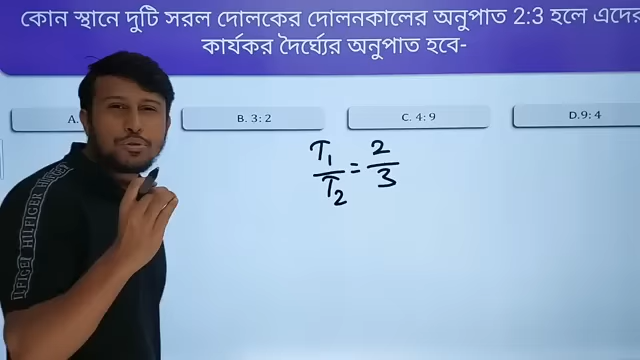 কোন স্থানে দুটি সরল দোলকের দোলনকালের অনুপাত 2:3 হলে এদের
কার্যকর দৈর্ঘ্যের অনুপাত হবে-
A.
B. 3: 2
C. 4: 9
D.9: 4
T₁/T₂ = 2/3
HILFIGER HILFIGER